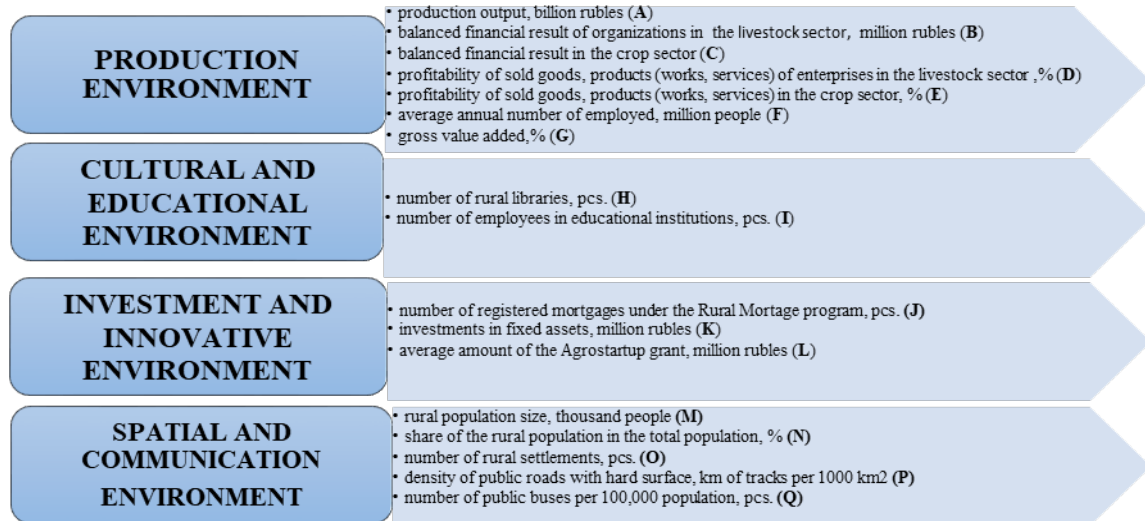 PRODUCTION
ENVIRONMENT
• production output, billion rubles (A)
• balanced financial result of organizations in the livestock sector, million rubles (B)
• balanced financial result in the crop sector (C)
• profitability of sold goods, products (works, services) of enterprises in the livestock sector ,% (D)
• profitability of sold goods, products (works, services) in the crop sector, % (E)
• average annual number of employed, million people (F)
• gross value added,% (G)
CULTURAL AND
EDUCATIONAL
ENVIRONMENT
• number of rural libraries, pcs. (H)
• number of employees in educational institutions, pcs. (I)
INVESTMENT AND
INNOVATIVE
ENVIRONMENT
• number of registered mortgages under the Rural Mortage program, pcs. (J)
• investments in fixed assets, million rubles (K)
• average amount of the Agrostartup grant, million rubles (L)
SPATIAL AND
COMMUNICATION
ENVIRONMENT
• rural population size, thousand people (M)
• share of the rural population in the total population, % (N)
• number of rural settlements, pcs. (O)
• density of public roads with hard surface, km of tracks per 1000 km2 (P)
• number of public buses per 100,000 population, pcs. (Q)